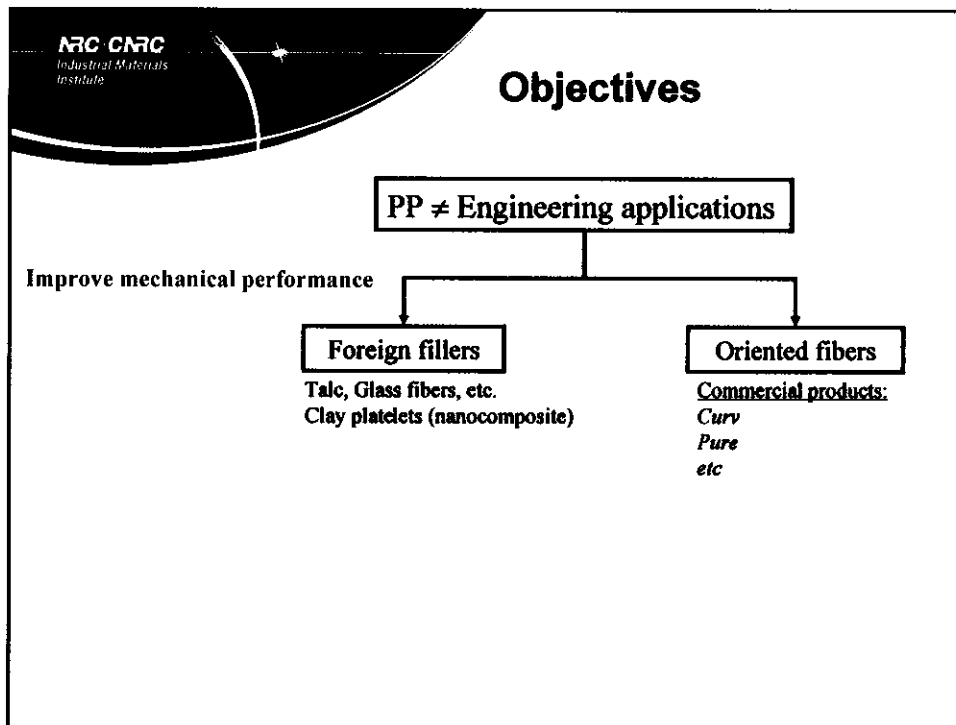 NRC·CNRC
Industrial Materials
Institute
Objectives
PP ≠ Engineering applications
Improve mechanical performance
Foreign fillers
Oriented fibers
Talc, Glass fibers, etc.
Clay platelets (nanocomposite)
Commercial products:
Curv
Pure
etc